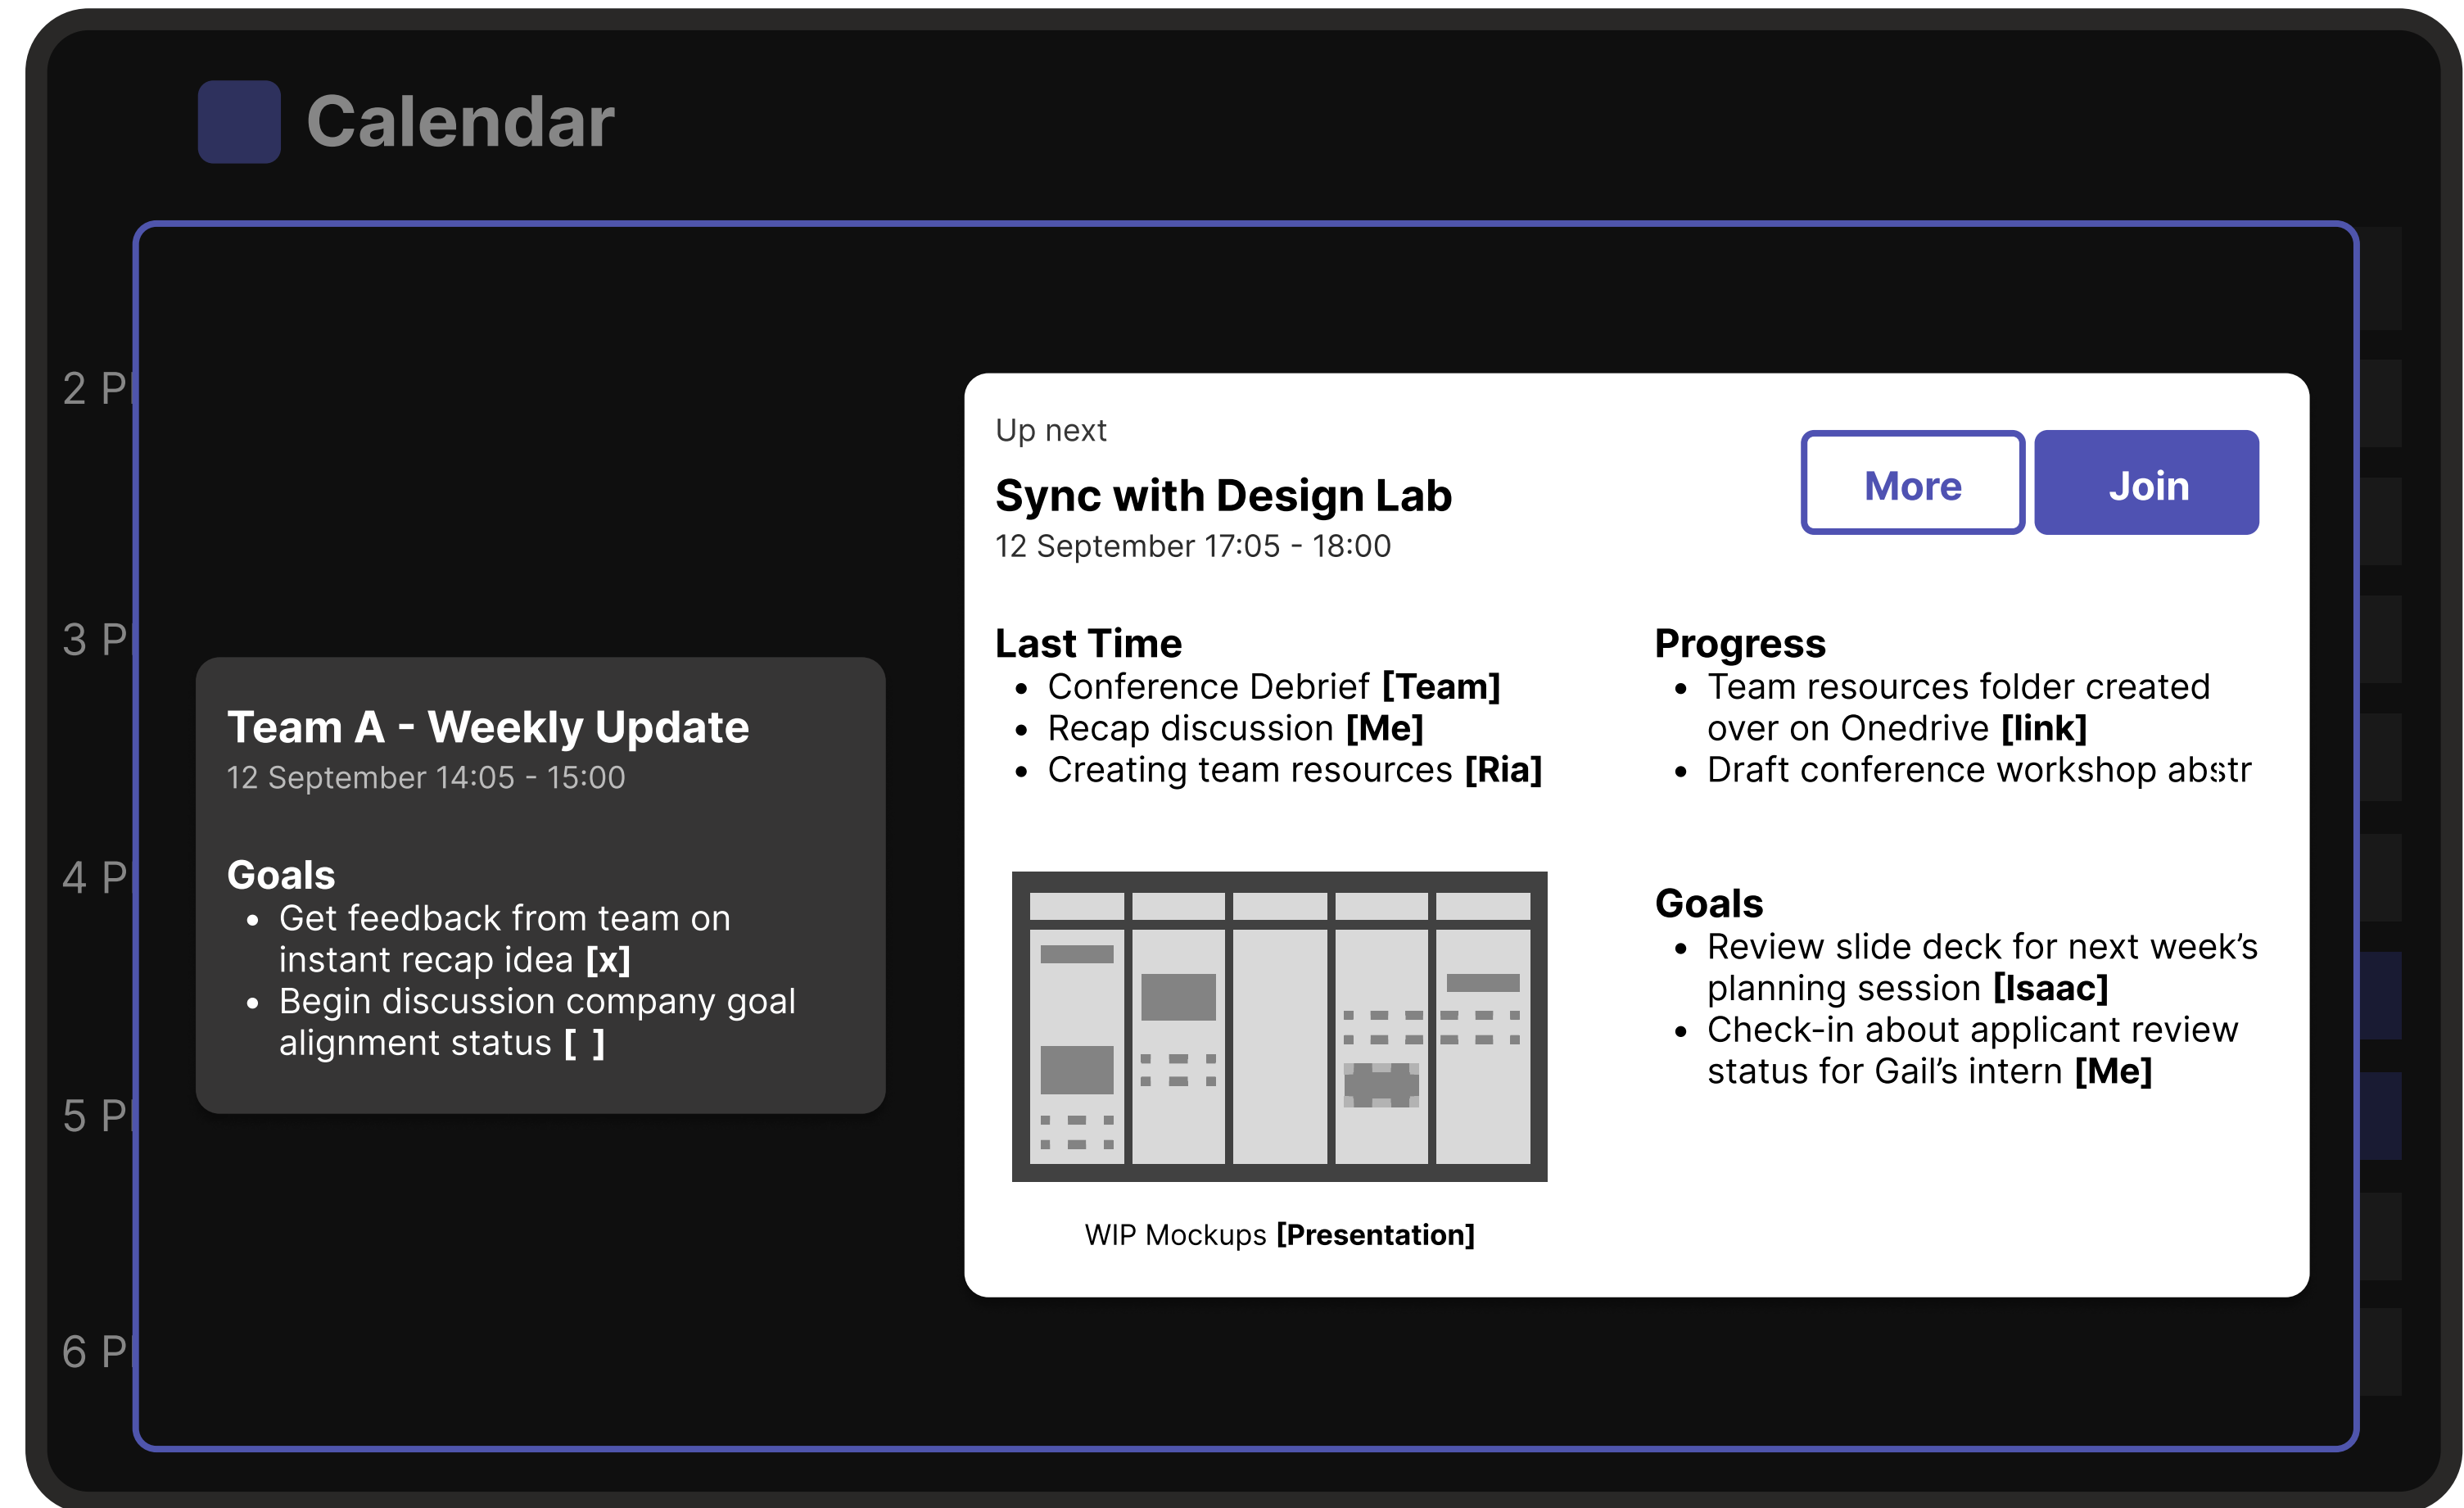 Calendar
2 P
3 P
4 P
5 P
6 P
Team A - Weekly Update
12 September 14:05 - 15:00
Goals
• Get feedback from team on
instant recap idea [x]
• Begin discussion company goal
alignment status [ ]
Up next
Sync with Design Lab
12 September 17:05 - 18:00
More
Join
Last Time
• Conference Debrief [Team]
• Recap discussion [Me]
• Creating team resources [Ria]
WIP Mockups [Presentation]
Progress
• Team resources folder created
over on Onedrive [link]
• Draft conference workshop abstr
Goals
• Review slide deck for next week’s
planning session [Isaac]
• Check-in about applicant review
status for Gail’s intern [Me]